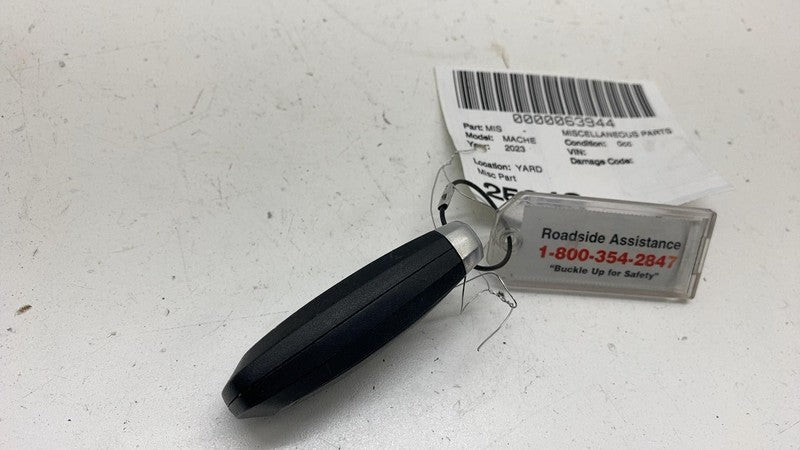 0000063944
Part: MIS MISCELLANEOUS PARTS
Model: MACHE Condition: 0cc
Year: 2023 VIN:
Damage Code:
Location: YARD
Misc Part
Roadside Assistance
1-800-354-2847
"Buckle Up for Safety"